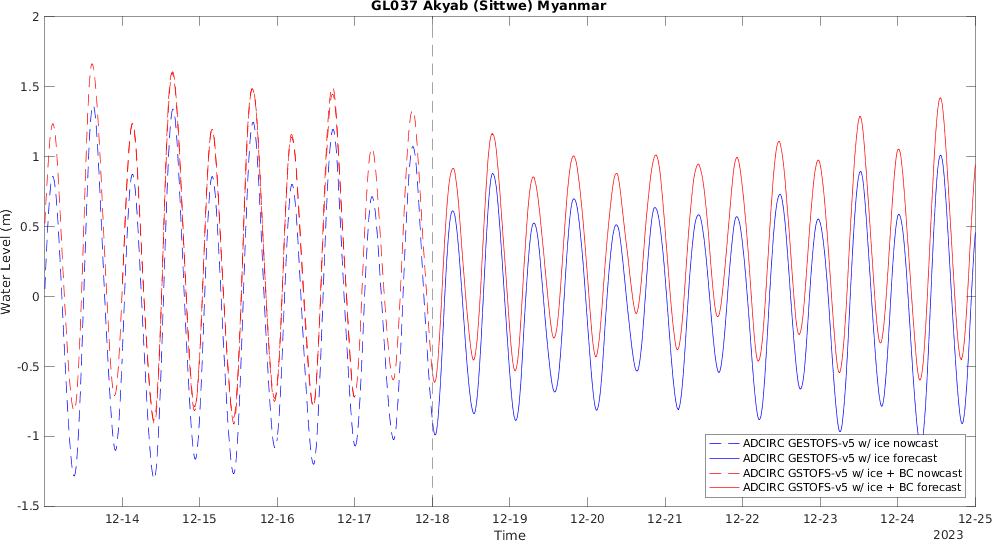 GL037 Akyab (Sittwe) Myanmar
2
1.5
1
0.5
0
-0.5
-1
-1.5
Water Level (m)
ADCIRC GESTOFS-v5 w/ ice nowcast
ADCIRC GESTOFS-v5 w/ ice forecast
ADCIRC GSTOFS-v5 w/ ice + BC nowcast
ADCIRC GSTOFS-v5 w/ ice + BC forecast
12-14 12-15 12-16 12-17 12-18 12-19 12-20 12-21 12-22 12-23 12-24 12-25
Time
2023